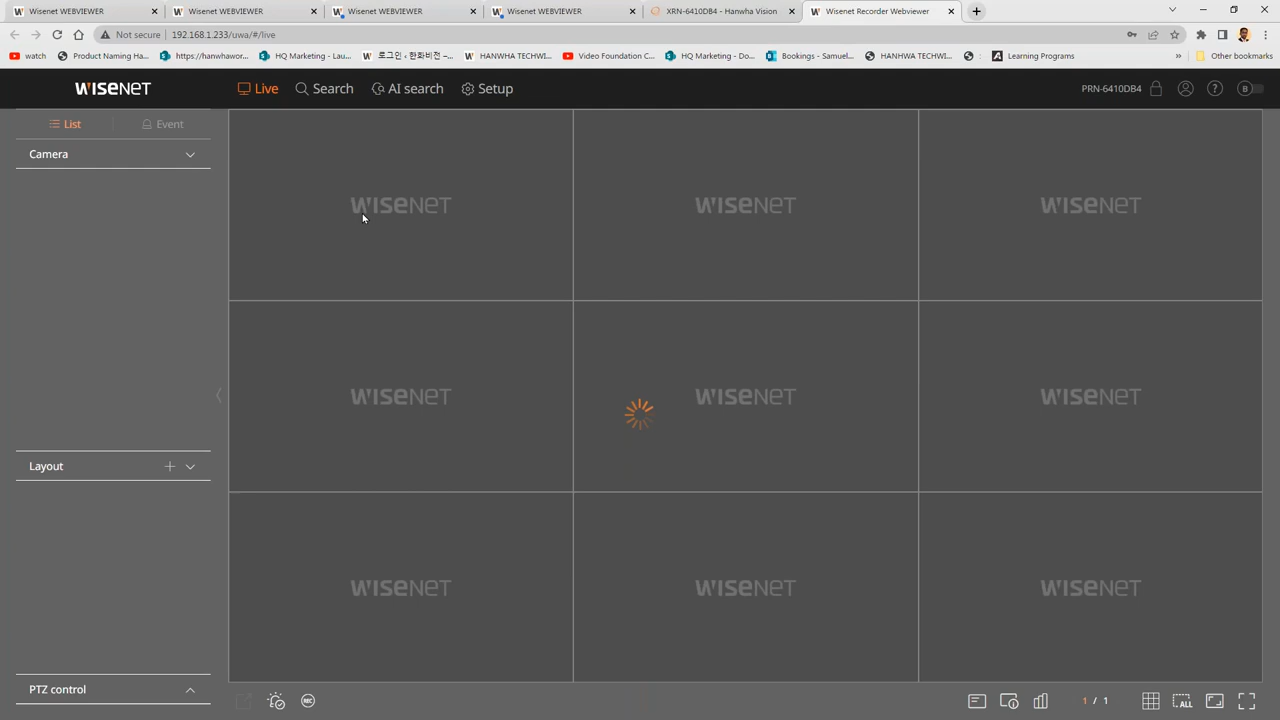 Wisenet WEBVIEWER
Wisenet WEBVIEWER
Wisenet WEBVIEWER
Wisenet WEBVIEWER
XRN-6410DB4 - Hanwha Vision
Wisenet Recorder Webviewer
Not secure 192.168.1.233/uwa/#/live
watch
Product Naming Ha...
https://hanhwawor...
HQ Marketing - Lau...
로그인 ‹ 한화비전 –...
HANWHA TECHWI...
Video Foundation C...
HQ Marketing - Do...
Bookings - Samuel...
HANHWA TECHWI...
:
Learning Programs
»
Other bookmarks
WISENET
Live
Search
AI search
Setup
PRN-6410DB4
B
List
Event
Camera
WISENET
WISENET
WISENET
WISENET
WISENET
WISENET
Layout
WISENET
WISENET
WISENET
PTZ control
REC
1 / 1
ALL